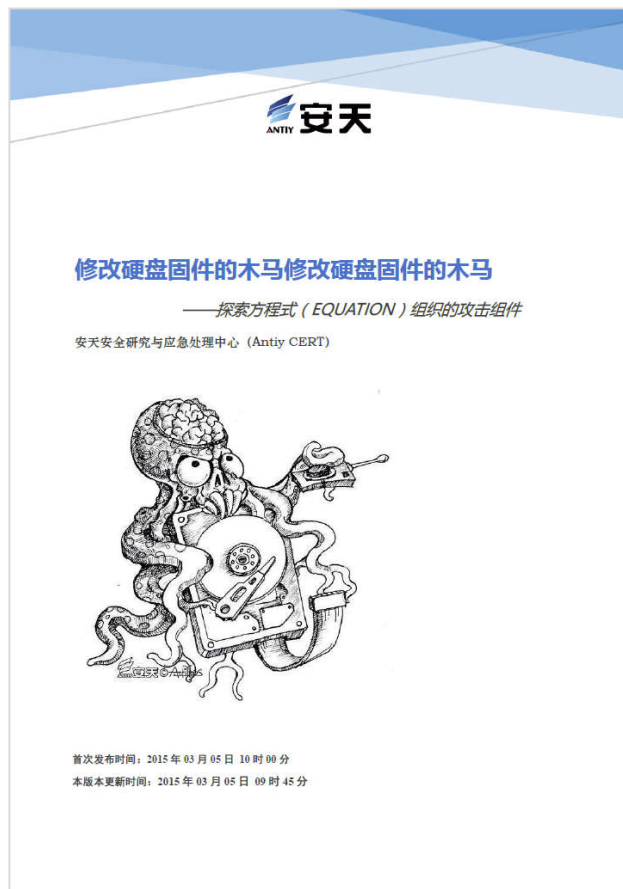 ANTIY 安天
修改硬盘固件的木马修改硬盘固件的木马
——探索方程式（EQUATION）组织的攻击组件
安天安全研究与应急处理中心（Antiy CERT）
安天©
首次发布时间：2015 年 03 月 05 日 10 时 00 分
本版本更新时间：2015 年 03 月 05 日 09 时 45 分